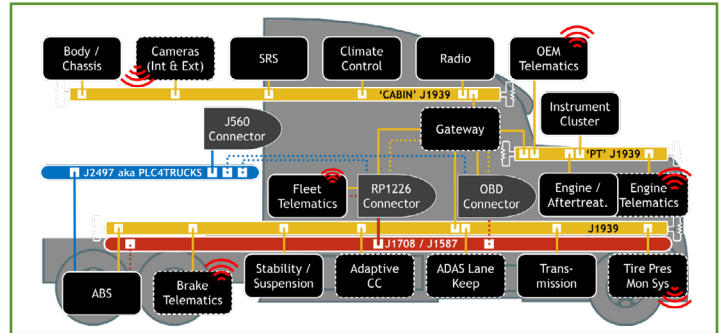 Body /
Chassis
Cameras
(Int & Ext)
SRS
Climate
Control
Radio
OEM
Telematics
'CABIN' J1939
J560
Connector
Gateway
Instrument
Cluster
'PT' J1939
J2497 aka PLC4TRUCKS
Fleet
Telematics
RP1226
Connector
OBD
Connector
Engine /
Aftertreat.
Engine
Telematics
J1939
J1708 / J1587
ABS
Brake
Telematics
Stability /
Suspension
Adaptive
CC
ADAS Lane
Keep
Trans-
mission
Tire Pres
Mon Sys